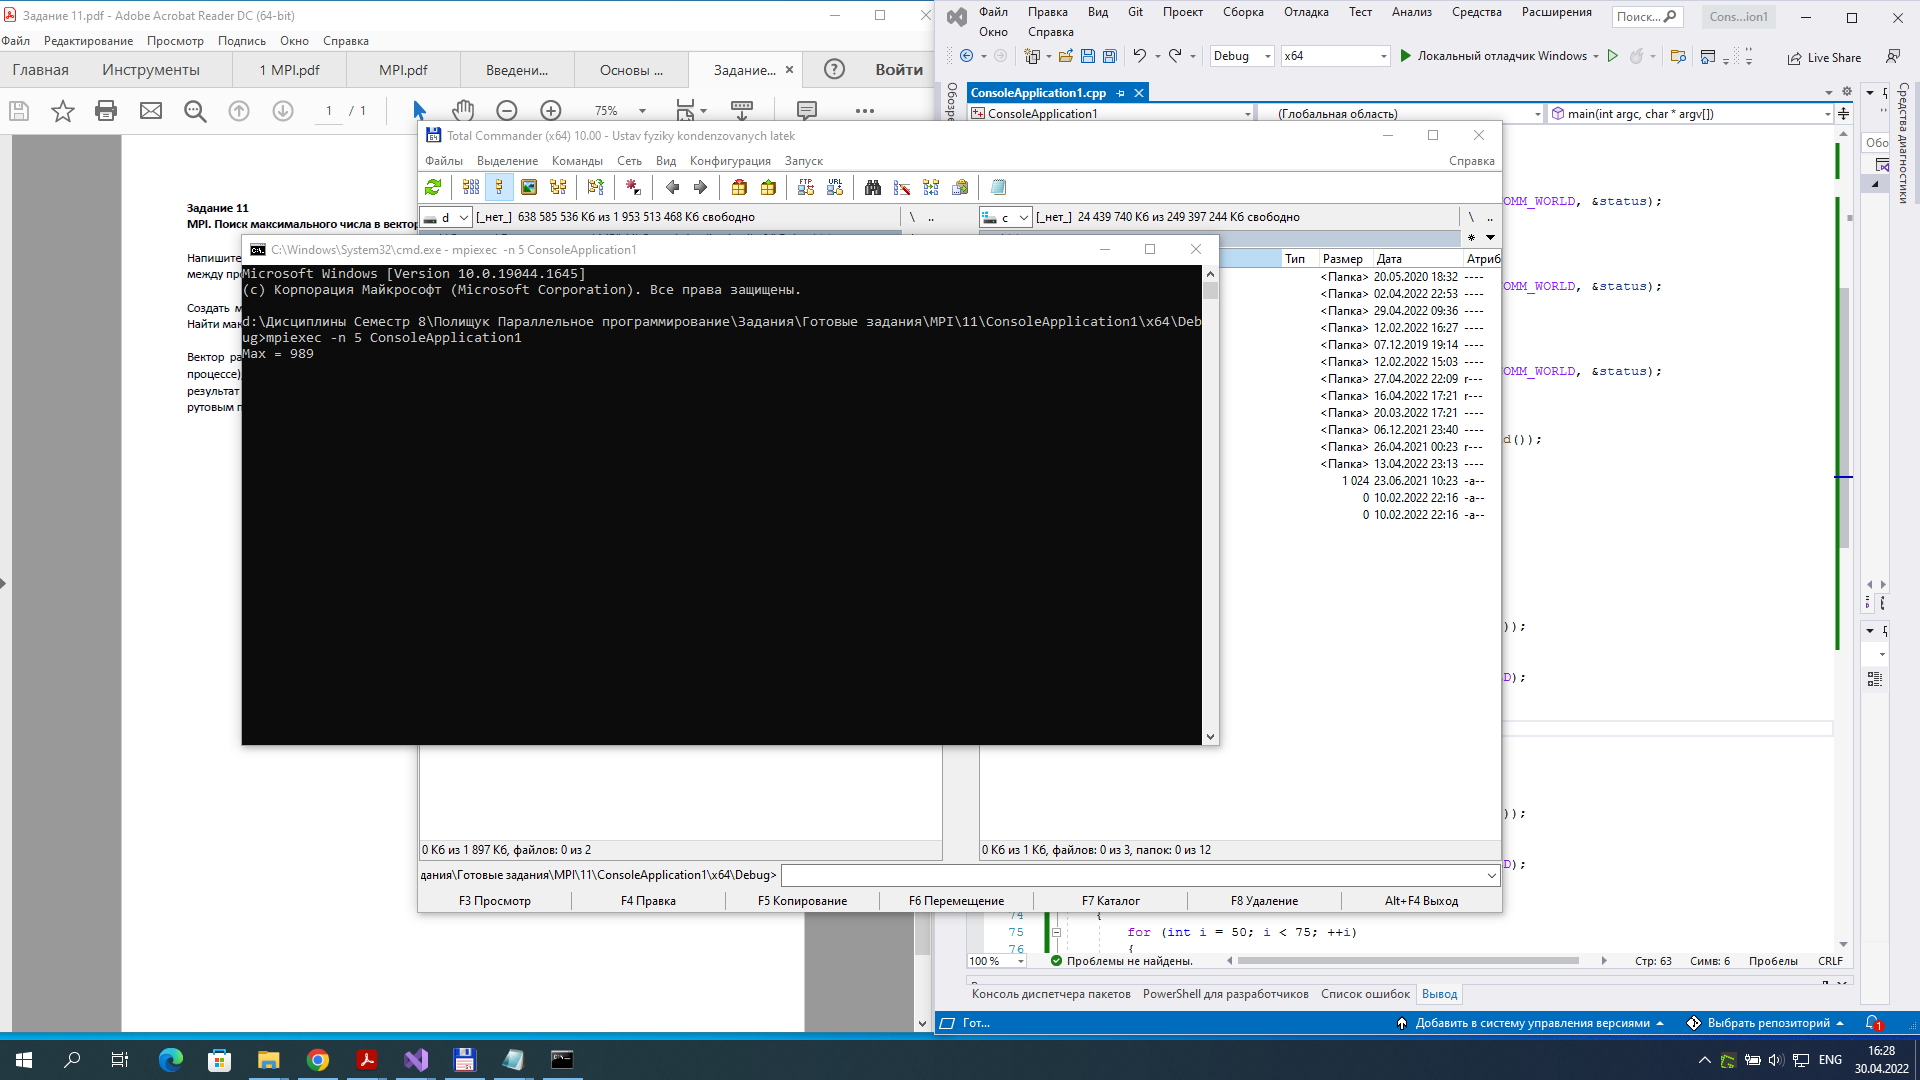 Задание 11.pdf - Adobe Acrobat Reader DC (64-bit)
Файл Редактирование Просмотр Подпись Окно Справка
Главная Инструменты 1 MPI.pdf MPI.pdf Введени... Основы ... Задание... Войти
1 / 1 75%
Задание 11
MPI. Поиск максимального числа в вектор
Напишите
между пр
Создать м
Найти мак
Вектор ра
процессе),
результат
рутовым п
Файл Правка Вид Git Проект Сборка Отладка Тест Анализ Средства Расширения Поиск... Cons...ion1
Окно Справка
Debug x64 Локальный отладчик Windows Live Share
ConsoleApplication1.cpp
ConsoleApplication1 (Глобальная область) main(int argc, char * argv[])
Средства диагностики
Total Commander (x64) 10.00 - Ustav fyziky kondenzovanych latek
Файлы Выделение Команды Сеть Вид Конфигурация Запуск Справка
FTP URL
d [_нет_] 638 585 536 Кб из 1 953 513 468 Кб свободно \ ..
c [_нет_] 24 439 740 Кб из 249 397 244 Кб свободно \ ..
Тип Размер Дата Атриб
<Папка> 20.05.2020 18:32 ----
<Папка> 02.04.2022 22:53 ----
<Папка> 29.04.2022 09:36 ----
<Папка> 12.02.2022 16:27 ----
<Папка> 07.12.2019 19:14 ----
<Папка> 12.02.2022 15:03 ----
<Папка> 27.04.2022 22:09 r---
<Папка> 16.04.2022 17:21 r---
<Папка> 20.03.2022 17:21 ----
<Папка> 06.12.2021 23:40 ----
<Папка> 26.04.2021 00:23 r---
<Папка> 13.04.2022 23:13 ----
1 024 23.06.2021 10:23 -a--
0 10.02.2022 22:16 -a--
0 10.02.2022 22:16 -a--
C:\Windows\System32\cmd.exe - mpiexec -n 5 ConsoleApplication1
Microsoft Windows [Version 10.0.19044.1645]
(c) Корпорация Майкрософт (Microsoft Corporation). Все права защищены.
d:\Дисциплины Семестр 8\Полищук Параллельное программирование\Задания\Готовые задания\MPI\11\ConsoleApplication1\x64\Deb
ug>mpiexec -n 5 ConsoleApplication1
Max = 989
OMM_WORLD, &status);
OMM_WORLD, &status);
OMM_WORLD, &status);
d());
));
D);
));
D);
0 Кб из 1 897 Кб, файлов: 0 из 2
0 Кб из 1 Кб, файлов: 0 из 3, папок: 0 из 12
дания\Готовые задания\MPI\11\ConsoleApplication1\x64\Debug>
F3 Просмотр F4 Правка F5 Копирование F6 Перемещение F7 Каталог F8 Удаление Alt+F4 Выход
74 {
75 for (int i = 50; i < 75; ++i)
76 {
100 % Проблемы не найдены. Стр: 63 Симв: 6 Пробелы CRLF
Консоль диспетчера пакетов PowerShell для разработчиков Список ошибок Вывод
Гот... Добавить в систему управления версиями Выбрать репозиторий 1
ENG
16:28
30.04.2022